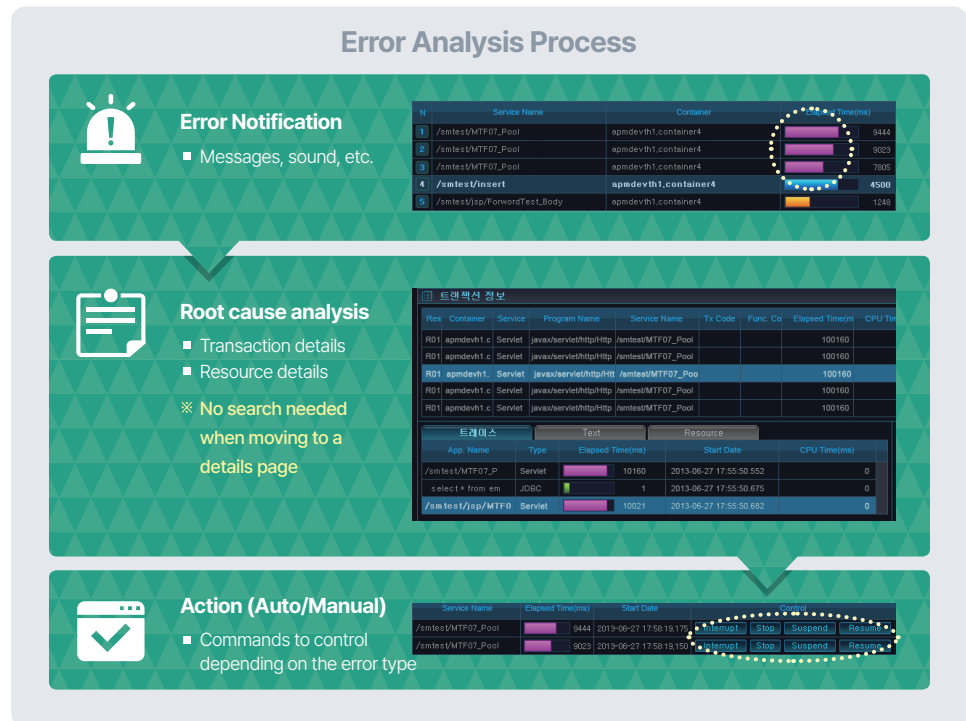 Error Analysis Process
Error Notification
■ Messages, sound, etc.
N Service Name Container Elapsed Time(ms)
1 /smtest/MTF07_Pool apmdevth1,container4 9444
2 /smtest/MTF07_Pool apmdevth1,container4 9023
3 /smtest/MTF07_Pool apmdevth1,container4 7805
4 /smtest/insert apmdevth1,container4 4500
5 /smtest/jsp/ForwordTest_Body apmdevth1,container4 1248
Root cause analysis
■ Transaction details
■ Resource details
※ No search needed
when moving to a
details page
트랜잭션 정보
Res Container Service Program Name Service Name Tx Code Func. Co Elapsed Time(m CPU Tim
R01 apmdevh1.c Servlet javax/servlet/http/Http /smtest/MTF07_Pool 100160
R01 apmdevh1.c Servlet javax/servlet/http/Http /smtest/MTF07_Pool 100160
R01 apmdevh1. Servlet javax/servlet/http/Htt /smtest/MTF07_Poo 100160
R01 apmdevh1.c Servlet javax/servlet/http/Http /smtest/MTF07_Pool 100160
R01 apmdevh1.c Servlet javax/servlet/http/Http /smtest/MTF07_Pool 100160
트레이스 Text Resource
App. Name Type Elapsed Time(ms) Start Date CPU Time(ms)
/smtest/MTF07_P Servlet 10160 2013-06-27 17:55:50.552 0
select * from em JDBC 1 2013-06-27 17:55:50.675 0
/smtest/jsp/MTF0 Servlet 10021 2013-06-27 17:55:50.682 0
Action (Auto/Manual)
■ Commands to control
depending on the error type
Service Name Elapsed Time(ms) Start Date Control
/smtest/MTF07_Pool 9444 2013-06-27 17:58:19,175 Interrupt Stop Suspend Resume
/smtest/MTF07_Pool 9023 2013-06-27 17:58:19,150 Interrupt Stop Suspend Resume